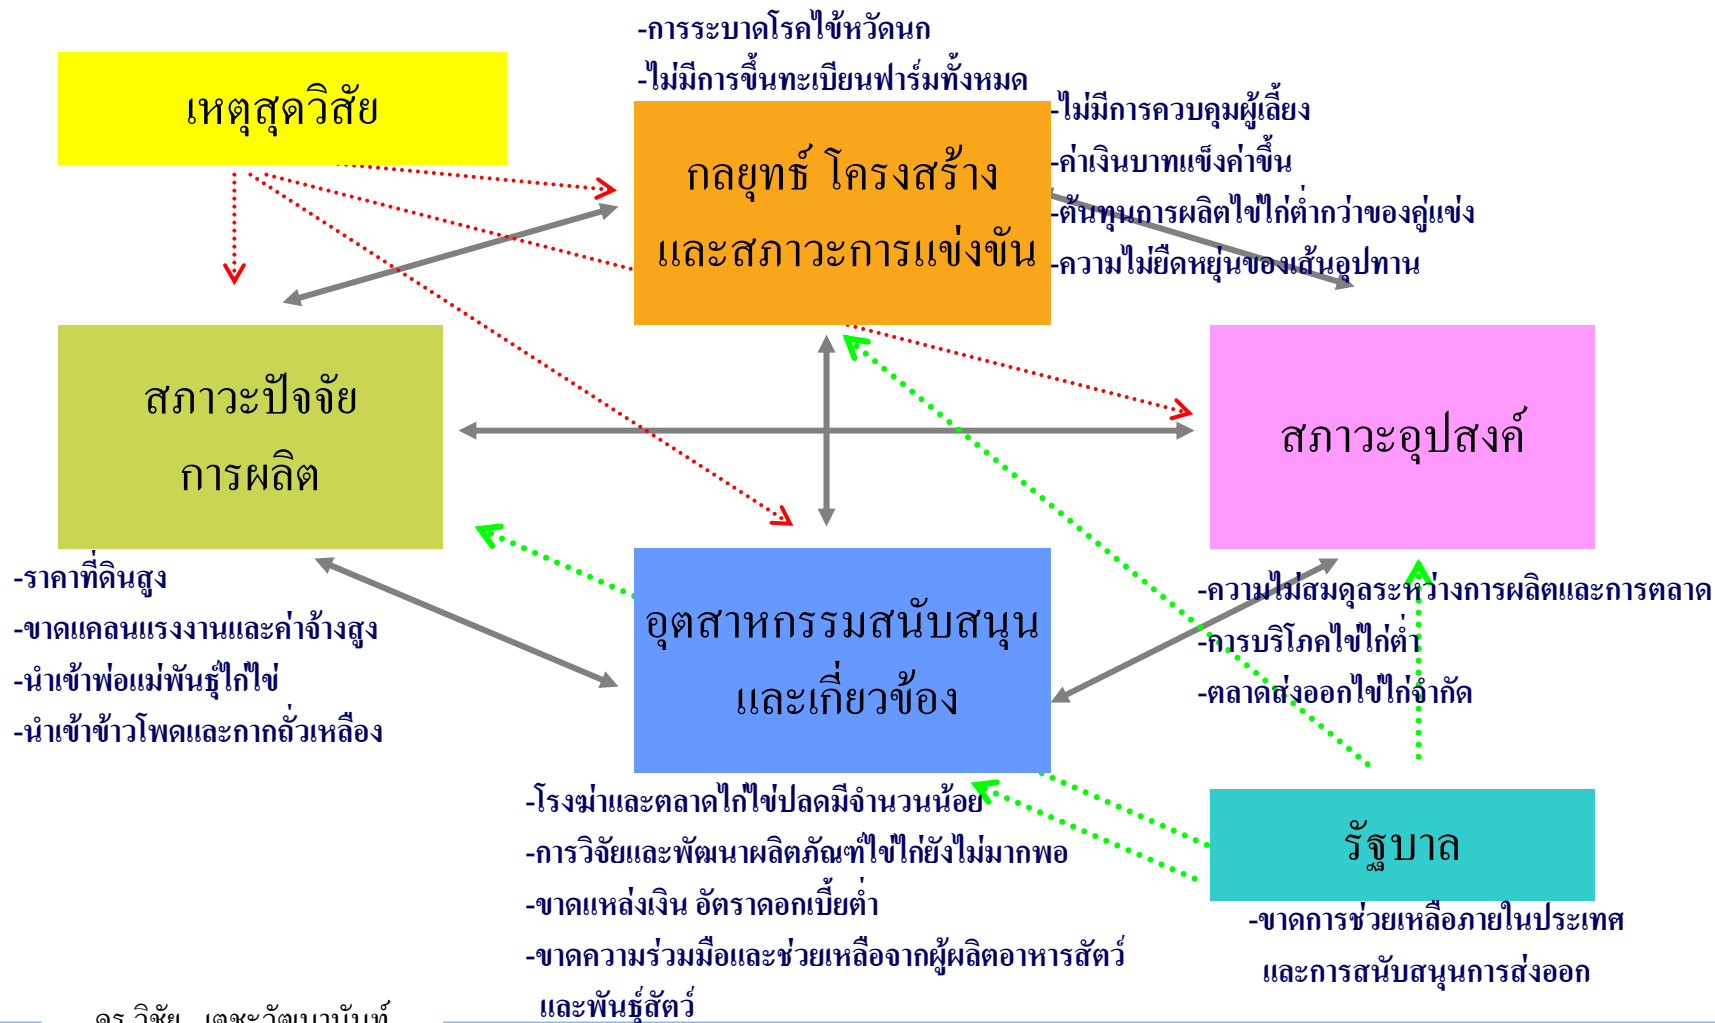 -การระบาดโรคไข้หวัดนก
-ไม่มีการขึ้นทะเบียนฟาร์มทั้งหมด
เหตุสุดวิสัย
กลยุทธ์ โครงสร้าง
และสภาวะการแข่งขัน
-ไม่มีการควบคุมผู้เลี้ยง
-ค่าเงินบาทแข็งค่าขึ้น
-ต้นทุนการผลิตไข่ไก่ต่ำกว่าของคู่แข่ง
-ความไม่ยืดหยุ่นของเส้นอุปทาน
สภาวะปัจจัย
การผลิต
สภาวะอุปสงค์
-ราคาที่ดินสูง
-ขาดแคลนแรงงานและค่าจ้างสูง
-นำเข้าพ่อแม่พันธุ์ไก่ไข่
-นำเข้าข้าวโพดและกากถั่วเหลือง
อุตสาหกรรมสนับสนุน
และเกี่ยวข้อง
-ความไม่สมดุลระหว่างการผลิตและการตลาด
-การบริโภคไข่ไก่ต่ำ
-ตลาดส่งออกไข่ไก่จำกัด
-โรงฆ่าและตลาดไก่ไข่ปลดมีจำนวนน้อย
-การวิจัยและพัฒนาผลิตภัณฑ์ไข่ไก่ยังไม่มากพอ
-ขาดแหล่งเงิน อัตราดอกเบี้ยต่ำ
-ขาดความร่วมมือและช่วยเหลือจากผู้ผลิตอาหารสัตว์
และพันธุ์สัตว์
รัฐบาล
-ขาดการช่วยเหลือภายในประเทศ
และการสนับสนุนการส่งออก
ดร.วิชัย เตชะวัฒนานันท์